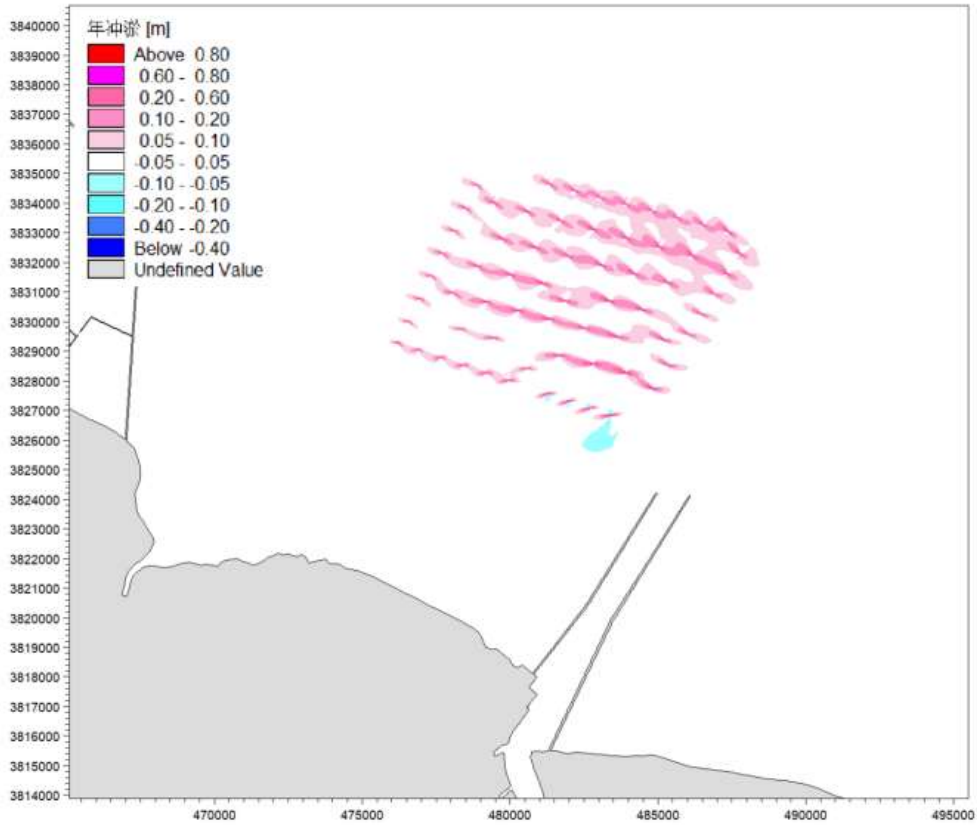 年冲淤 [m]
Above 0.80
0.60 - 0.80
0.20 - 0.60
0.10 - 0.20
0.05 - 0.10
-0.05 - 0.05
-0.10 - -0.05
-0.20 - -0.10
-0.40 - -0.20
Below -0.40
Undefined Value
3840000
3839000
3838000
3837000
3836000
3835000
3834000
3833000
3832000
3831000
3830000
3829000
3828000
3827000
3826000
3825000
3824000
3823000
3822000
3821000
3820000
3819000
3818000
3817000
3816000
3815000
3814000
470000 475000 480000 485000 490000 495000